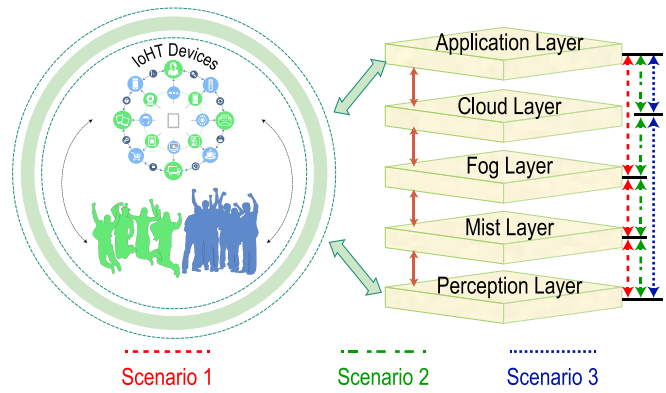 IoHT Devices
Application Layer
Cloud Layer
Fog Layer
Mist Layer
Perception Layer
Scenario 1
Scenario 2
Scenario 3